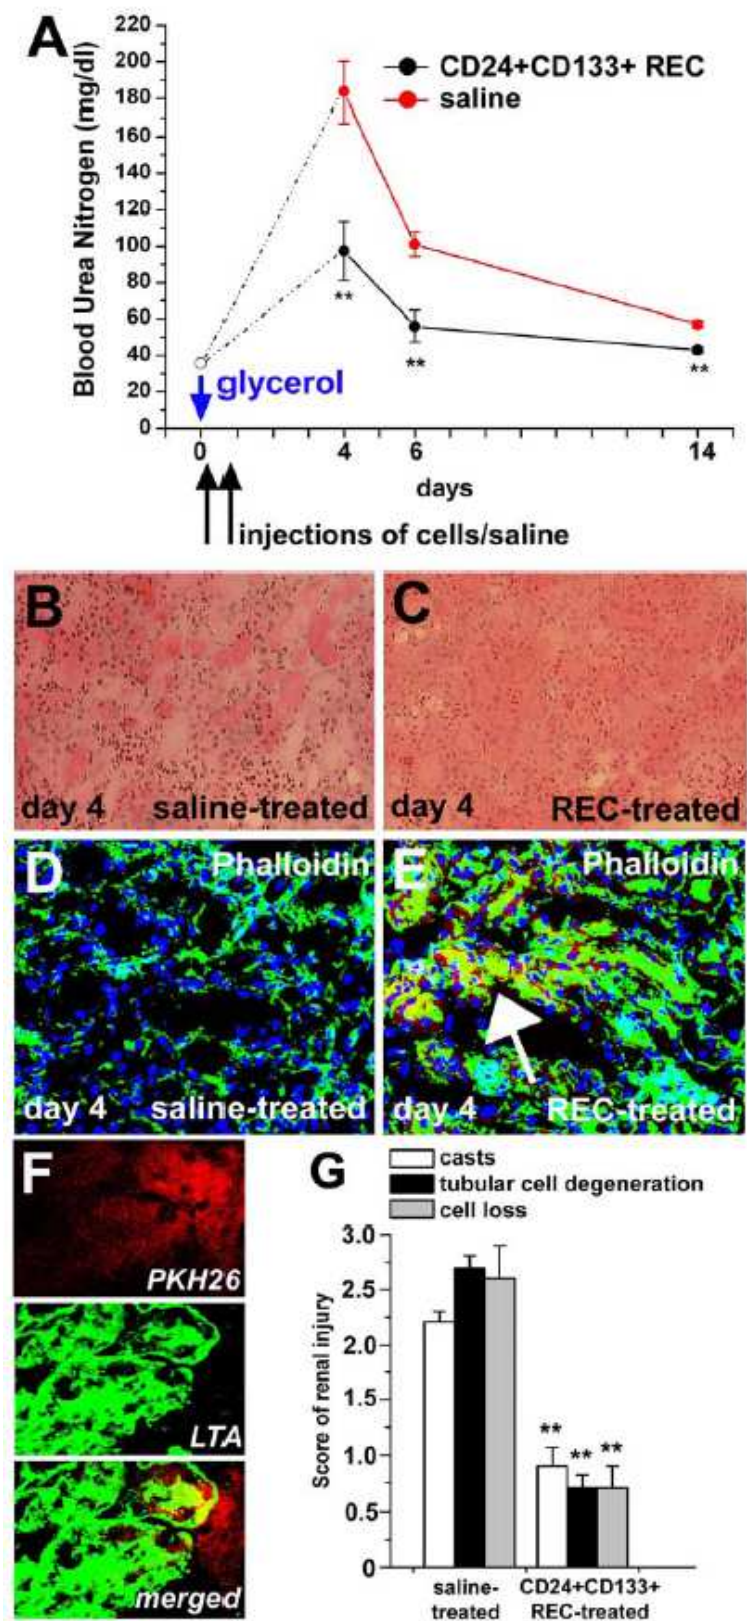 A
Blood Urea Nitrogen (mg/dl)
220
200
180
160
140
120
100
80
60
40
20
0
CD24+CD133+ REC
saline
**
**
**
glycerol
0
4
6
14
days
injections of cells/saline
B
day 4
saline-treated
C
day 4
REC-treated
D
Phalloidin
day 4
saline-treated
E
Phalloidin
day 4
REC-treated
F
PKH26
LTA
merged
G
casts
tubular cell degeneration
cell loss
Score of renal injury
3.0
2.5
2.0
1.5
1.0
0.5
0
**
**
**
saline-
treated
CD24+CD133+
REC-treated